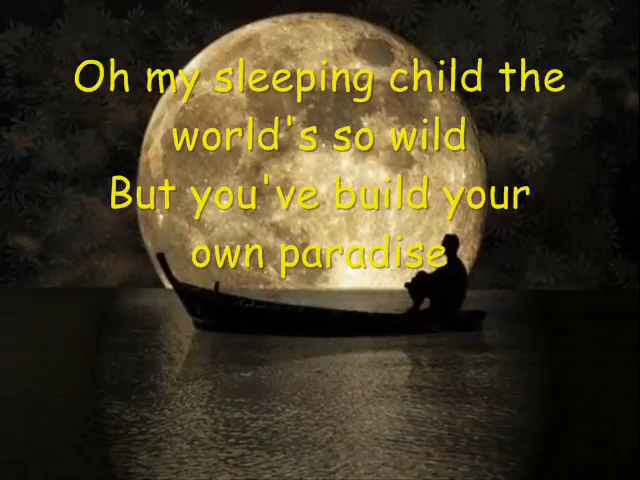 Oh my sleeping child the
world's so wild
But you've build your
own paradise